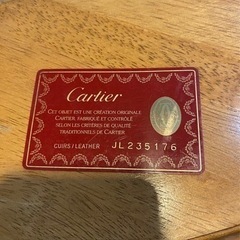 Cartier
CET OBJET EST UNE CRÉATION ORIGINALE
CARTIER, FABRIQUÉ ET CONTRÔLÉ
SELON LES CRITÈRES DE QUALITÉ
TRADITIONNELS DE CARTIER
CUIRS/LEATHER JL235176